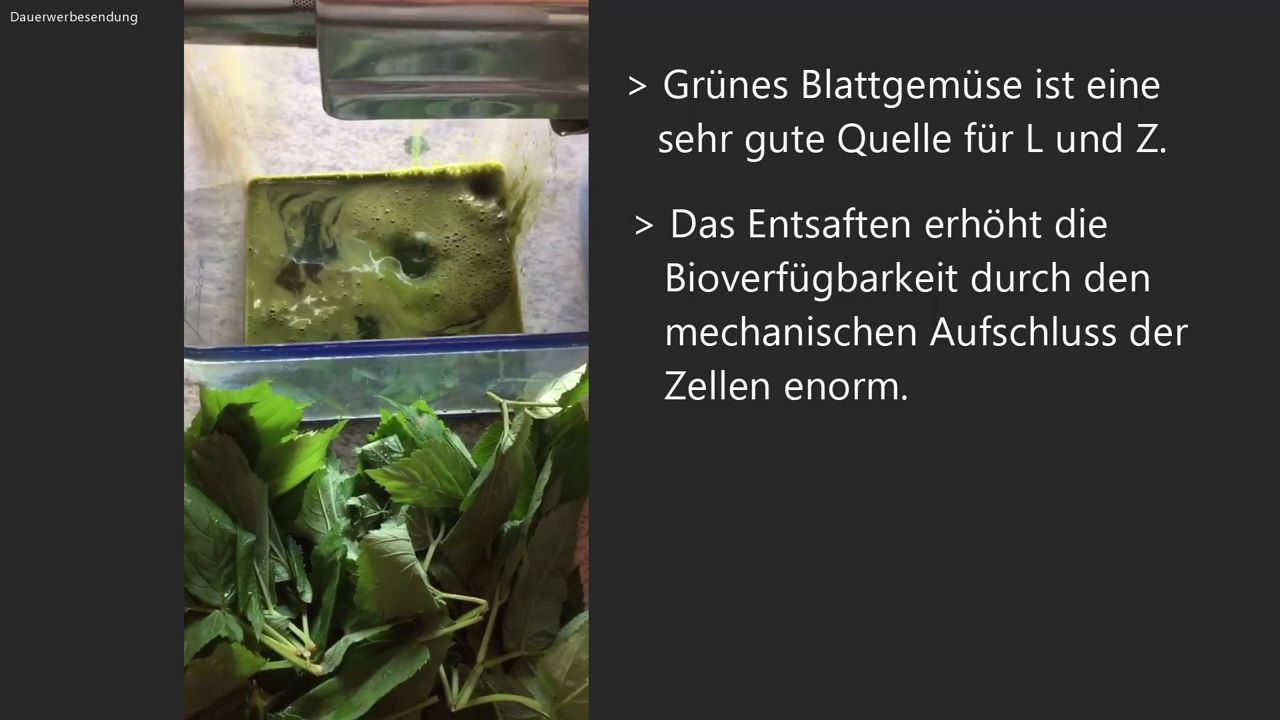 Dauerwerbesendung
> Grünes Blattgemüse ist eine
sehr gute Quelle für L und Z.
> Das Entsaften erhöht die
Bioverfügbarkeit durch den
mechanischen Aufschluss der
Zellen enorm.